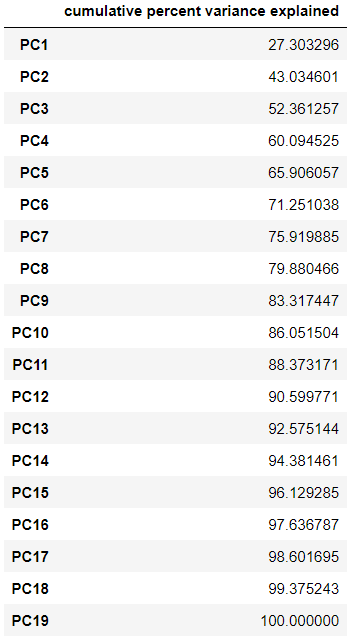 cumulative percent variance explained
PC1 27.303296
PC2 43.034601
PC3 52.361257
PC4 60.094525
PC5 65.906057
PC6 71.251038
PC7 75.919885
PC8 79.880466
PC9 83.317447
PC10 86.051504
PC11 88.373171
PC12 90.599771
PC13 92.575144
PC14 94.381461
PC15 96.129285
PC16 97.636787
PC17 98.601695
PC18 99.375243
PC19 100.000000